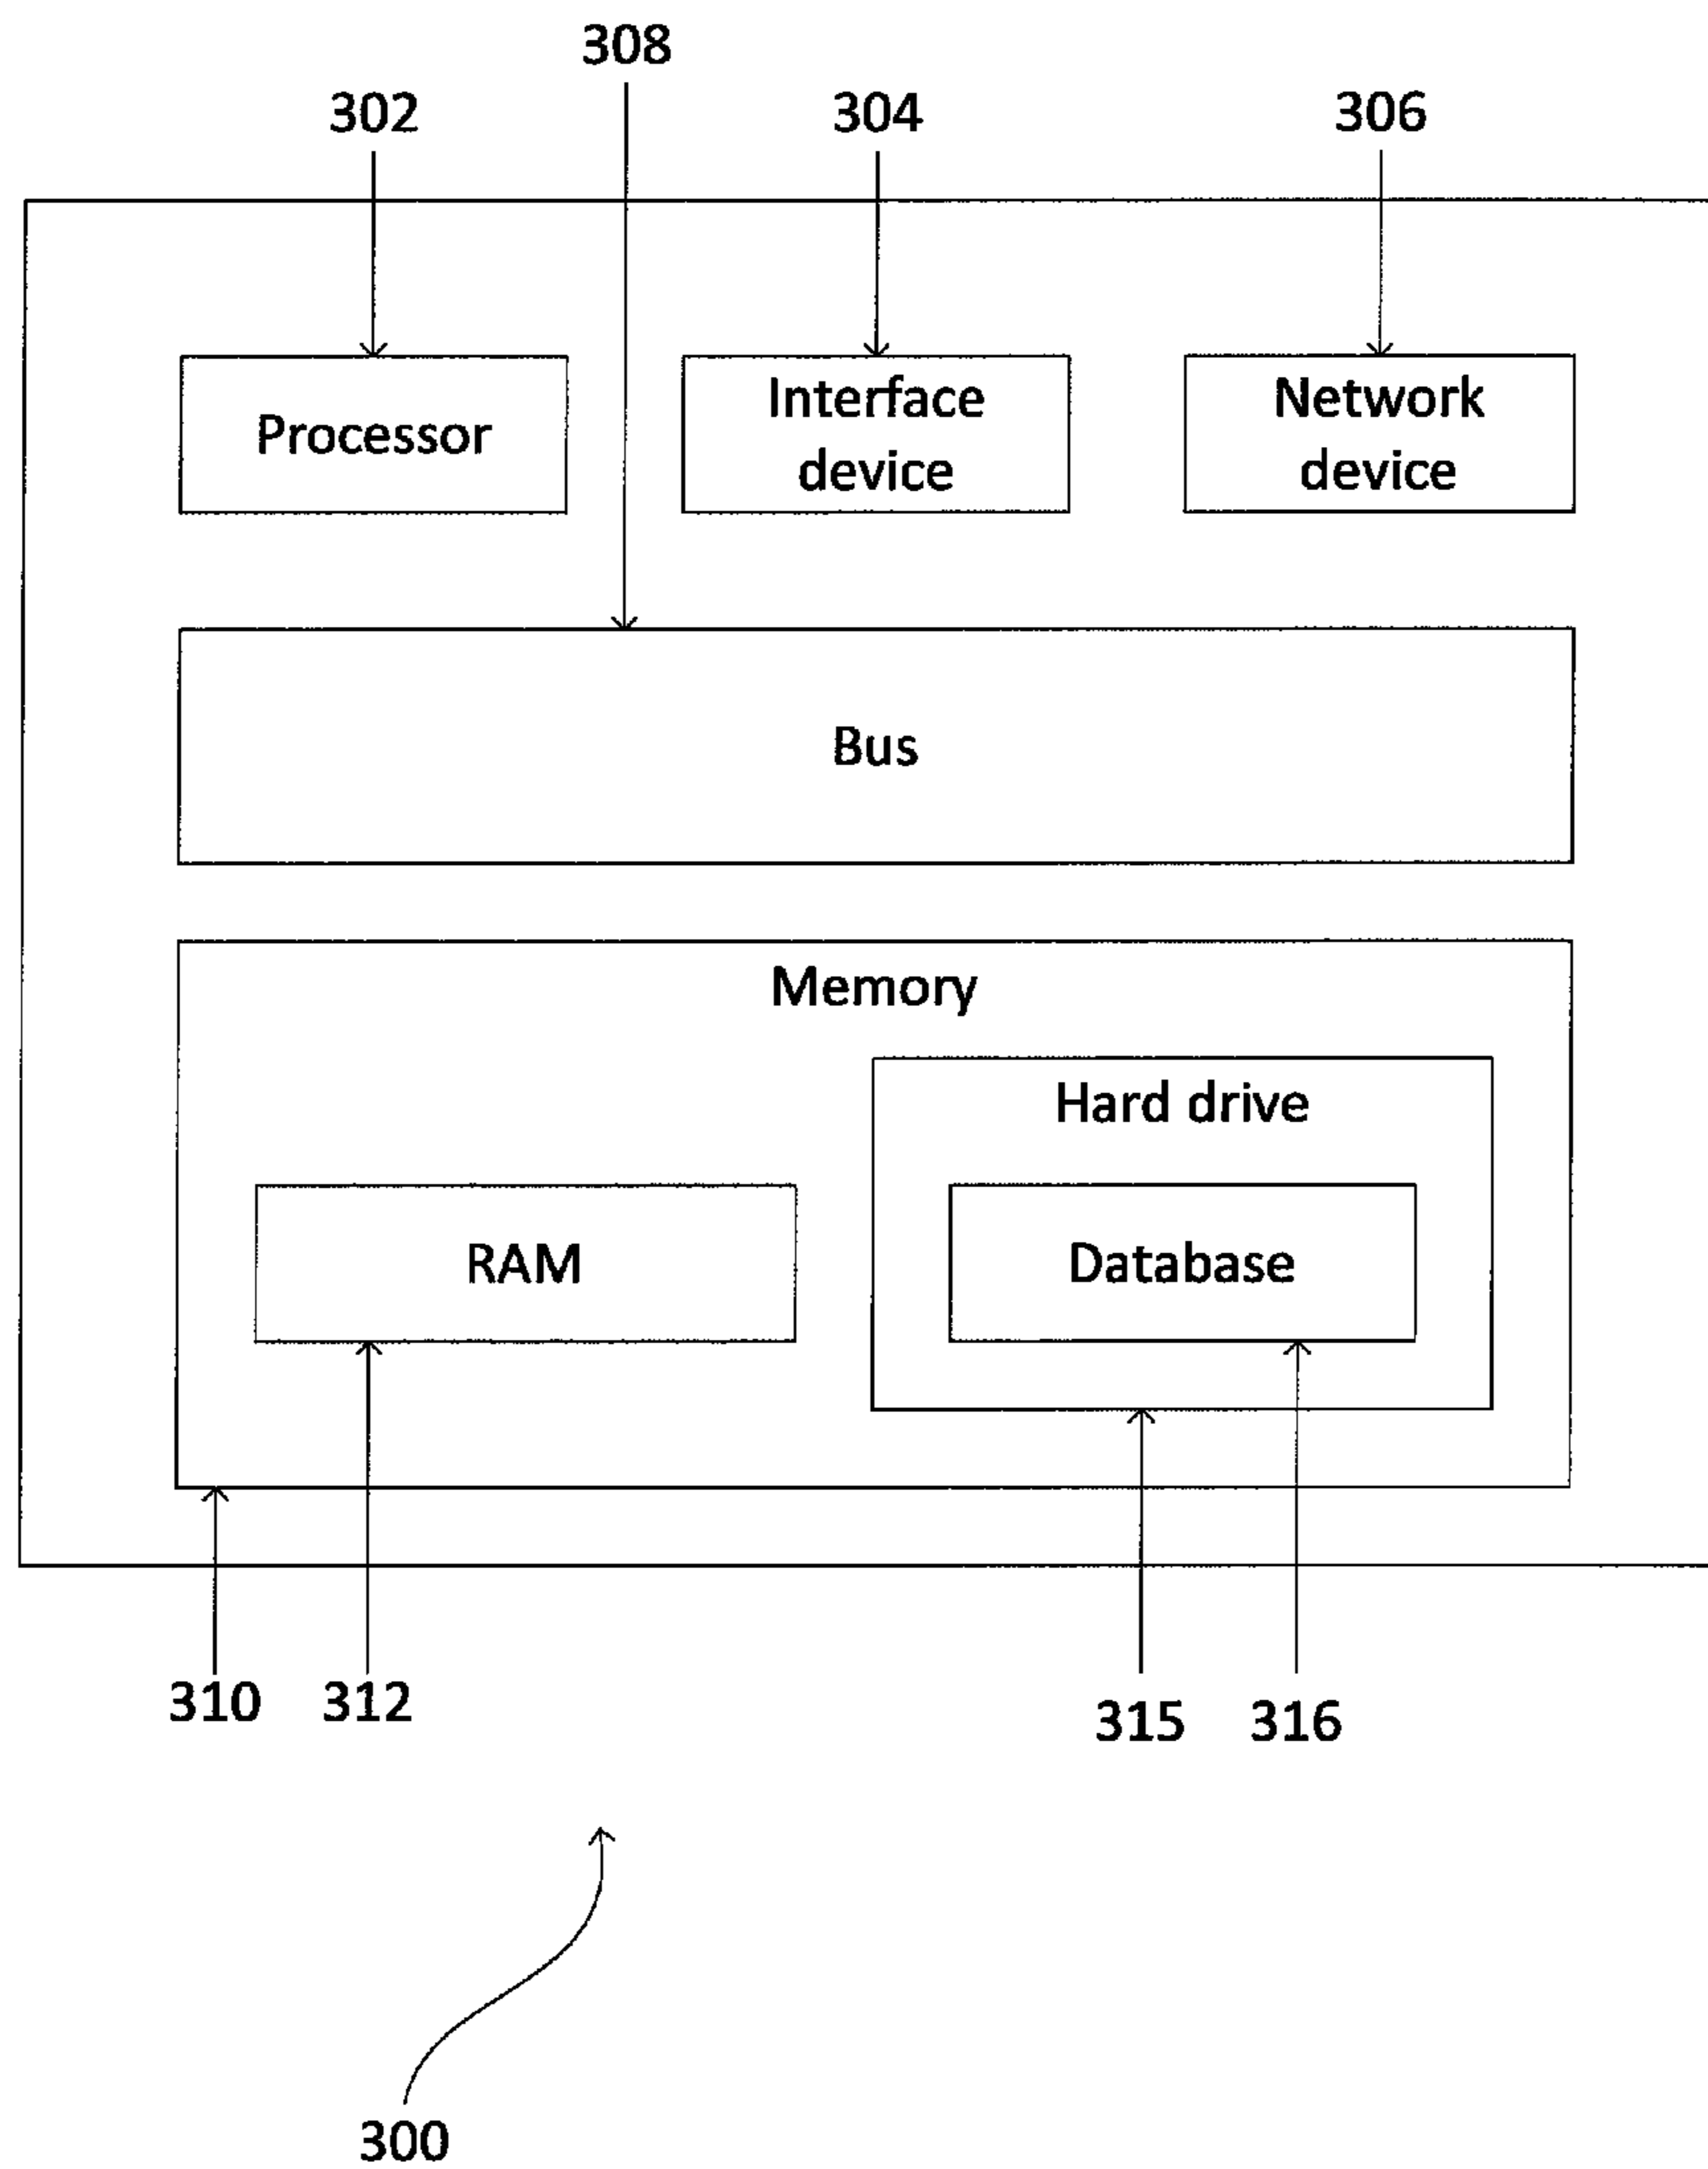 308
302 304 306
Processor
Interface
device
Network
device
Bus
Memory
Hard drive
RAM
Database
310 312 315 316
300